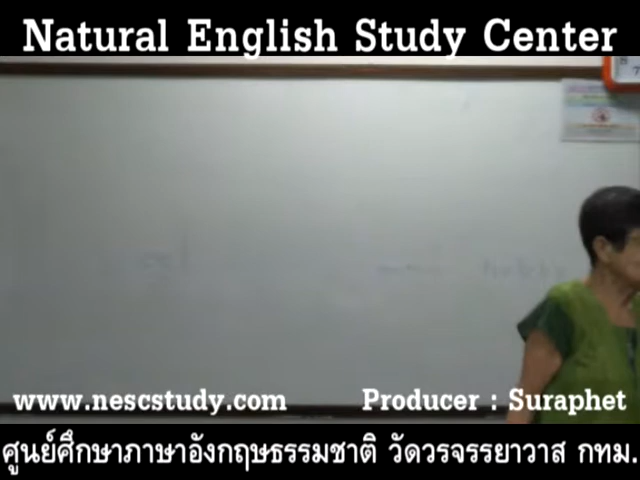 Natural English Study Center
www.nescstudy.com Producer : Suraphet
ศูนย์ศึกษาภาษาอังกฤษธรรมชาติ วัดวรจรรยาวาส กทม.